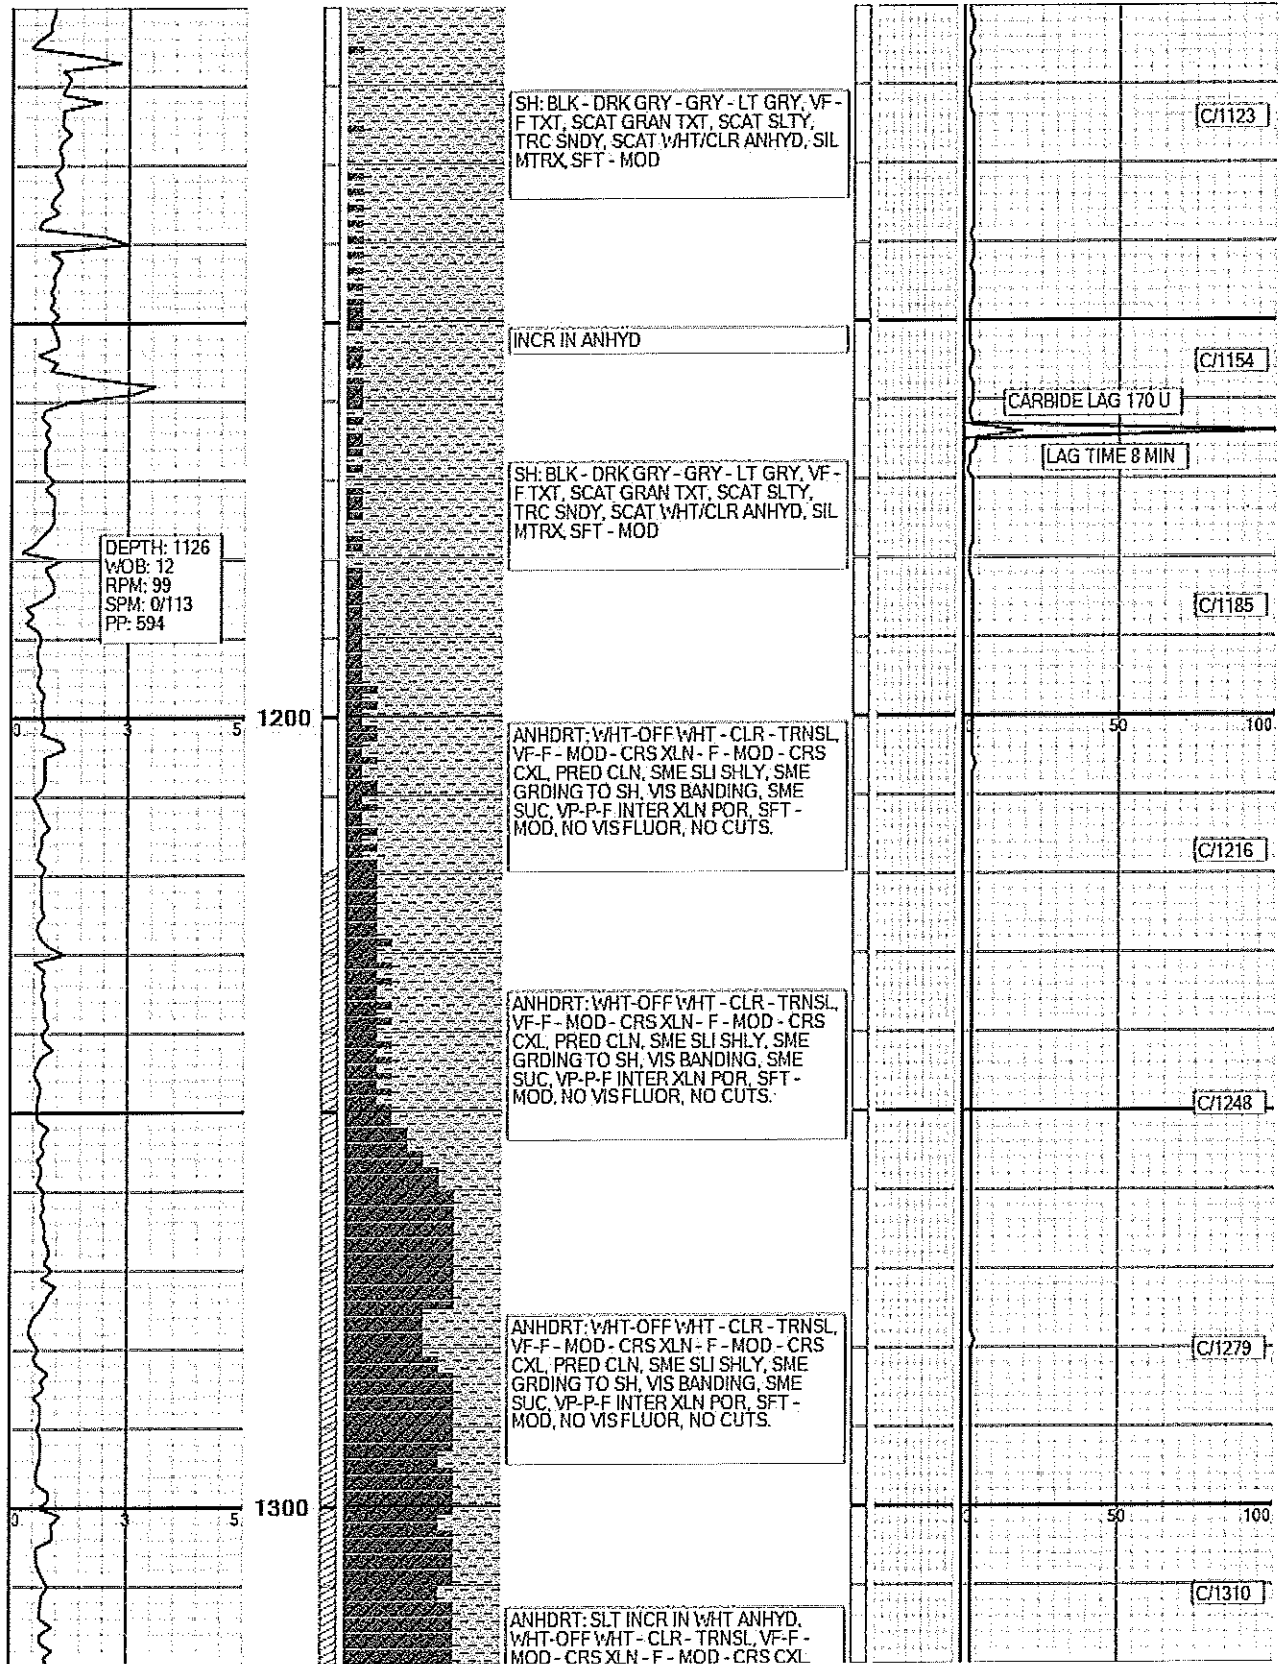 SH: BLK - DRK GRY - GRY - LT GRY, VF -
F TXT, SCAT GRAN TXT, SCAT SLTY,
TRC SNDY, SCAT WHT/CLR ANHYD, SIL
MTRX, SFT - MOD
C/1123
INCR IN ANHYD
C/1154
CARBIDE LAG 170 U
LAG TIME 8 MIN
SH: BLK - DRK GRY - GRY - LT GRY, VF -
F TXT, SCAT GRAN TXT, SCAT SLTY,
TRC SNDY, SCAT WHT/CLR ANHYD, SIL
MTRX, SFT - MOD
DEPTH: 1126
WOB: 12
RPM: 99
SPM: 0/113
PP: 594
C/1185
0 3 5 1200 0 50 100
ANHDRT: WHT-OFF WHT - CLR - TRNSL,
VF-F - MOD - CRS XLN - F - MOD - CRS
CXL, PRED CLN, SME SLI SHLY, SME
GRDING TO SH, VIS BANDING, SME
SUC, VP-P-F INTER XLN POR, SFT -
MOD, NO VIS FLUOR, NO CUTS.
C/1216
ANHDRT: WHT-OFF WHT - CLR - TRNSL,
VF-F - MOD - CRS XLN - F - MOD - CRS
CXL, PRED CLN, SME SLI SHLY, SME
GRDING TO SH, VIS BANDING, SME
SUC, VP-P-F INTER XLN POR, SFT -
MOD, NO VIS FLUOR, NO CUTS.
C/1248
ANHDRT: WHT-OFF WHT - CLR - TRNSL,
VF-F - MOD - CRS XLN - F - MOD - CRS
CXL, PRED CLN, SME SLI SHLY, SME
GRDING TO SH, VIS BANDING, SME
SUC, VP-P-F INTER XLN POR, SFT -
MOD, NO VIS FLUOR, NO CUTS.
C/1279
0 3 5 1300 0 50 100
C/1310
ANHDRT: SLT INCR IN WHT ANHYD,
WHT-OFF WHT - CLR - TRNSL, VF-F -
MOD - CRS XLN - F - MOD - CRS CXL